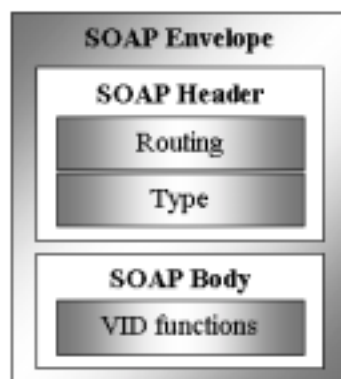 SOAP Envelope
SOAP Header
Routing
Type
SOAP Body
VID functions